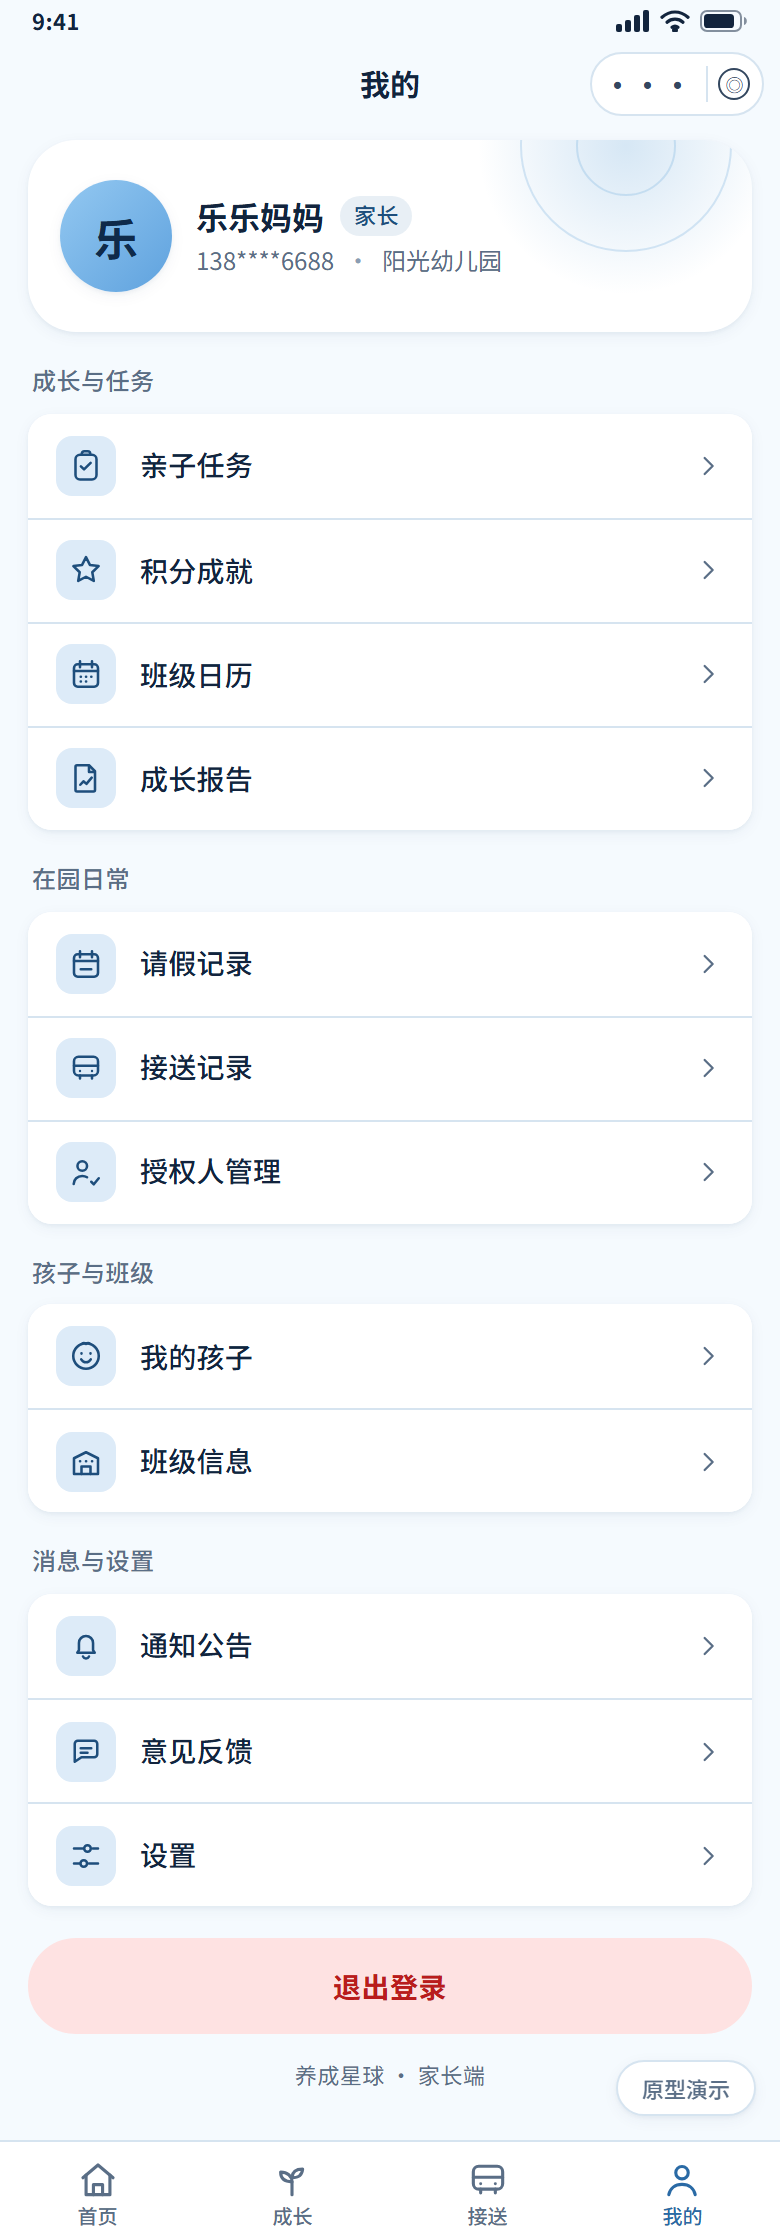 9:41
我的
乐
乐乐妈妈 家长
138****6688 • 阳光幼儿园
成长与任务
亲子任务
积分成就
班级日历
成长报告
在园日常
请假记录
接送记录
授权人管理
孩子与班级
我的孩子
班级信息
消息与设置
通知公告
意见反馈
设置
退出登录
养成星球 • 家长端
原型演示
首页 成长 接送 我的